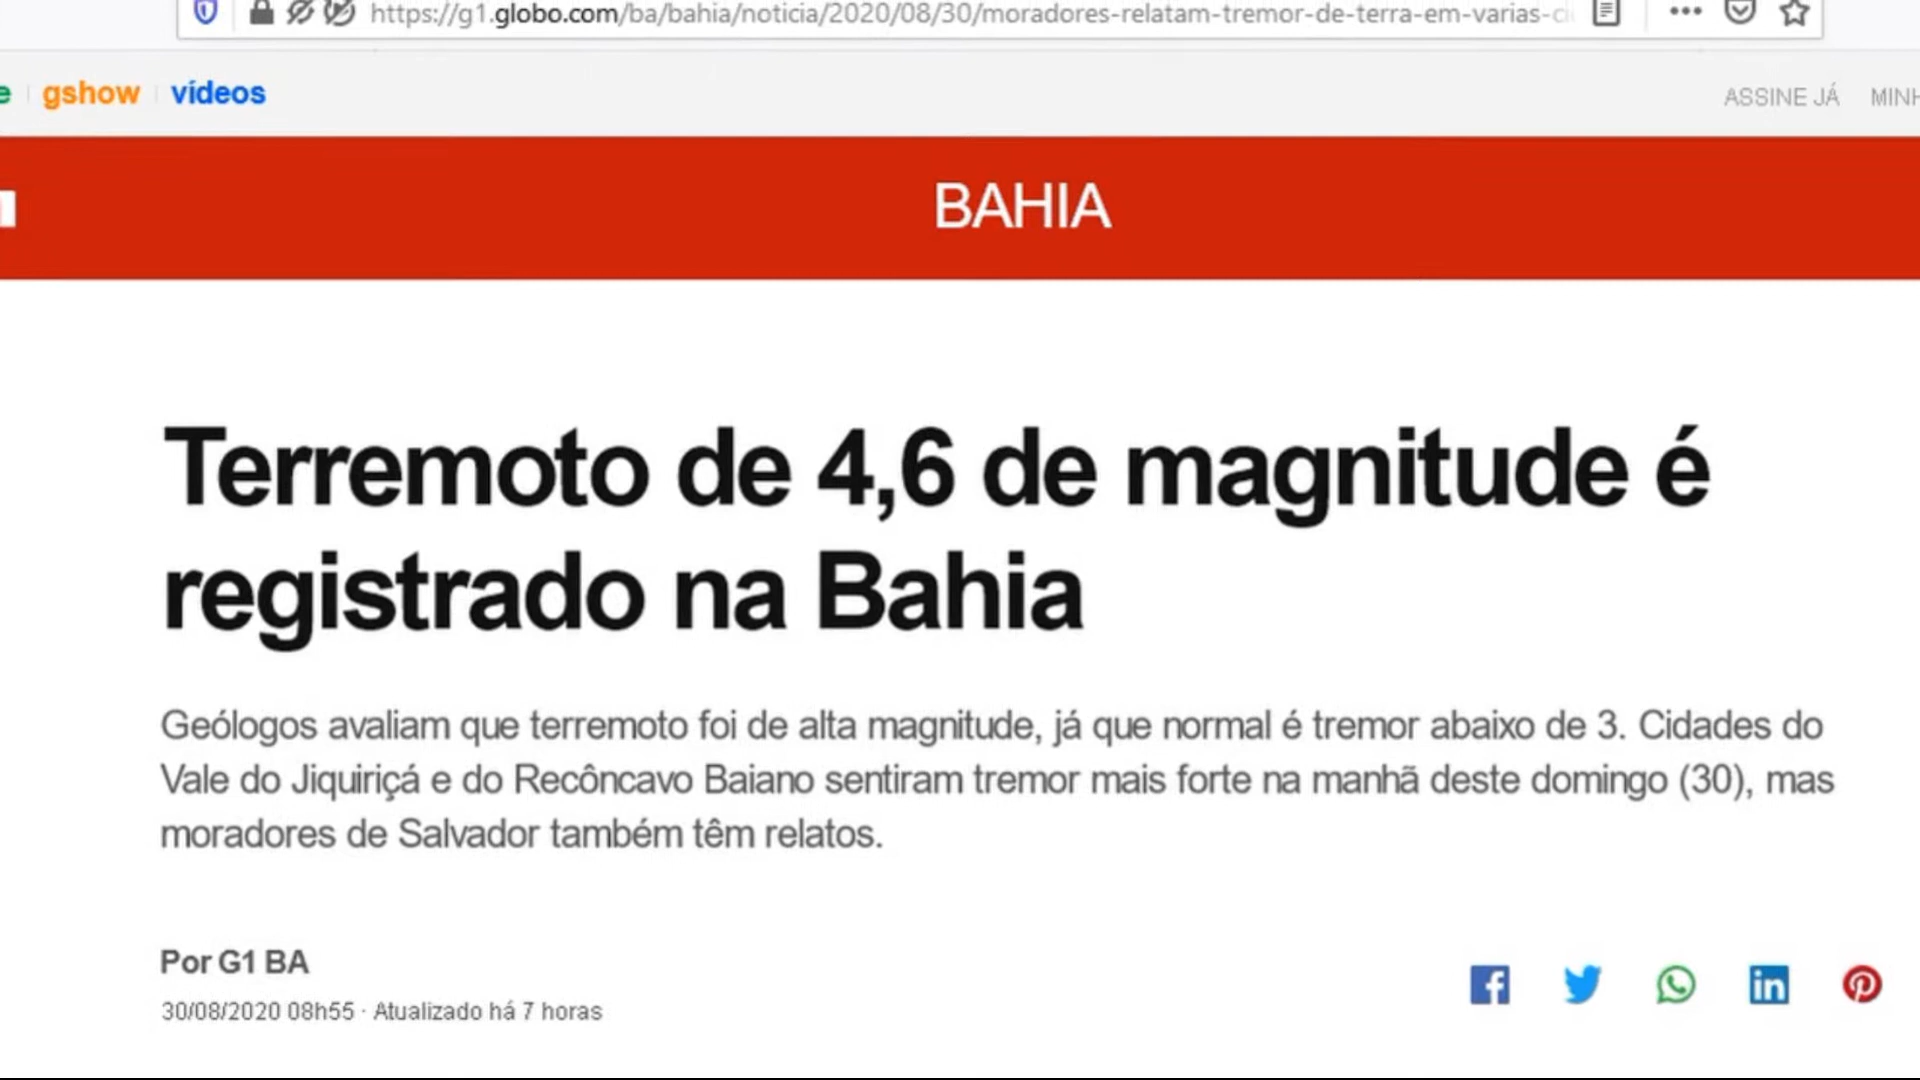 https://g1.globo.com/ba/bahia/noticia/2020/08/30/moradores-relatam-tremor-de-terra-em-varias-
gshow vídeos ASSINE JÁ
BAHIA
Terremoto de 4,6 de magnitude é
registrado na Bahia
Geólogos avaliam que terremoto foi de alta magnitude, já que normal é tremor abaixo de 3. Cidades do
Vale do Jiquiriçá e do Recôncavo Baiano sentiram tremor mais forte na manhã deste domingo (30), mas
moradores de Salvador também têm relatos.
Por G1 BA
30/08/2020 08h55 · Atualizado há 7 horas